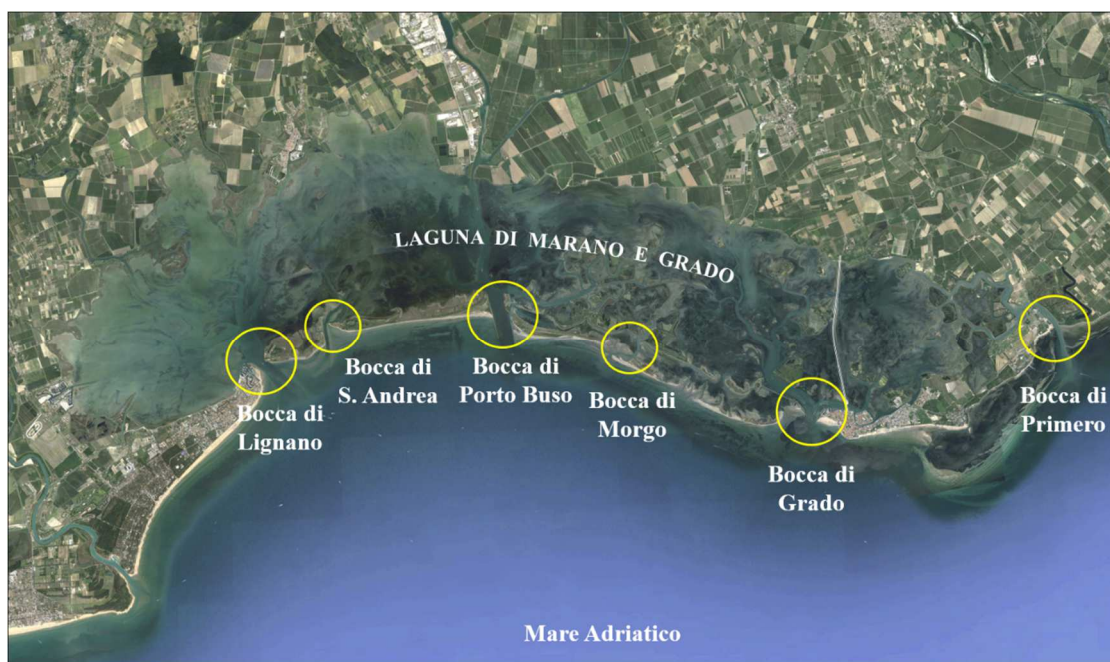 LAGUNA DI MARANO E GRADO
Bocca di
Lignano
Bocca di
S. Andrea
Bocca di
Porto Buso
Bocca di
Morgo
Bocca di
Grado
Bocca di
Primero
Mare Adriatico